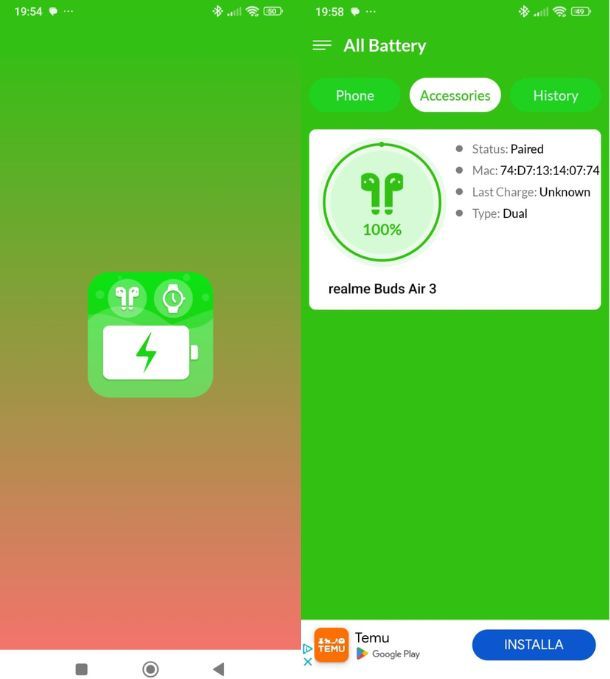 19:54
50
19:58
49
All Battery
Phone
Accessories
History
Status: Paired
Mac: 74:D7:13:14:07:74
Last Charge: Unknown
Type: Dual
100%
realme Buds Air 3
TEMU
Temu
Google Play
INSTALLA